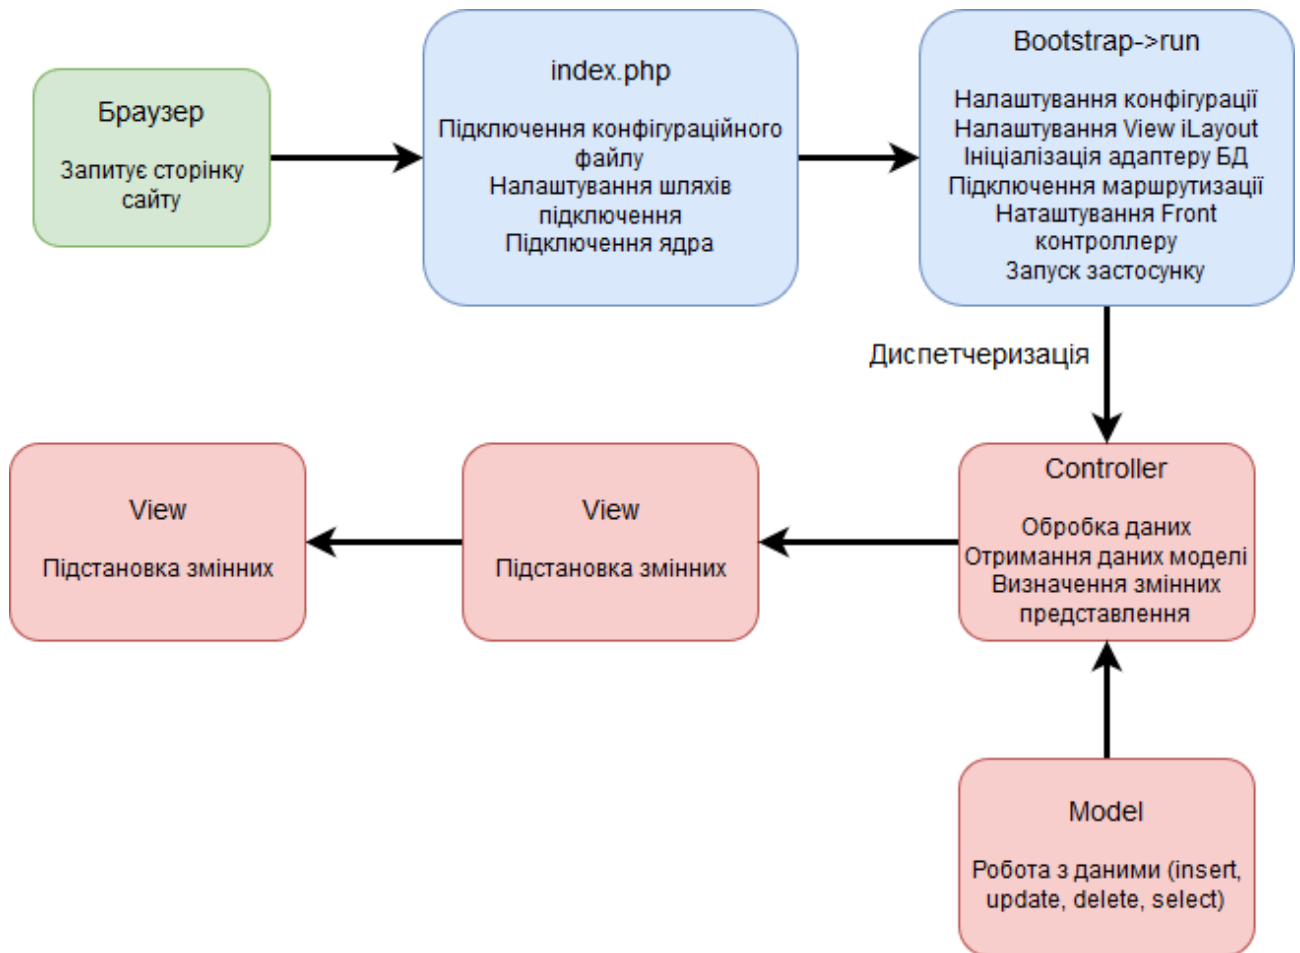 Браузер
Запитує сторінку
сайту
index.php
Підключення конфігураційного
файлу
Налаштування шляхів
підключення
Підключення ядра
Bootstrap->run
Налаштування конфігурації
Налаштування View iLayout
Ініціалізація адаптеру БД
Підключення маршрутизації
Наташтування Front
контроллеру
Запуск застосунку
Диспетчеризація
View
Підстановка змінних
View
Підстановка змінних
Controller
Обробка даних
Отримання даних моделі
Визначення змінних
представлення
Model
Робота з даними (insert,
update, delete, select)